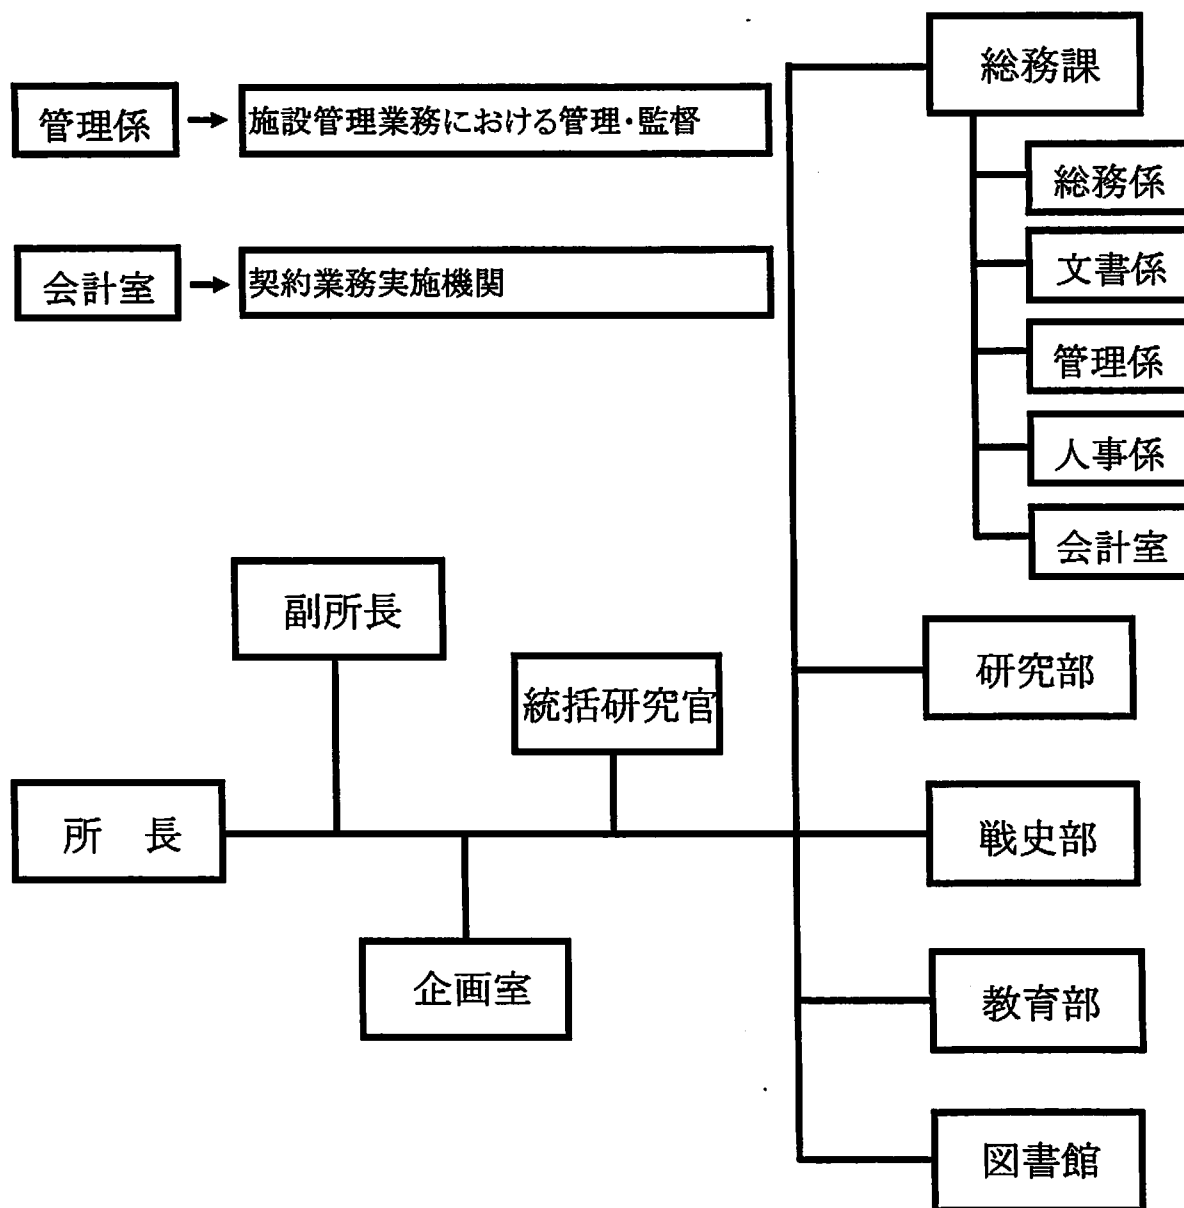 管理係 → 施設管理業務における管理・監督
会計室 → 契約業務実施機関
総務課
総務係
文書係
管理係
人事係
会計室
副所長
統括研究官
所　長
企画室
研究部
戦史部
教育部
図書館